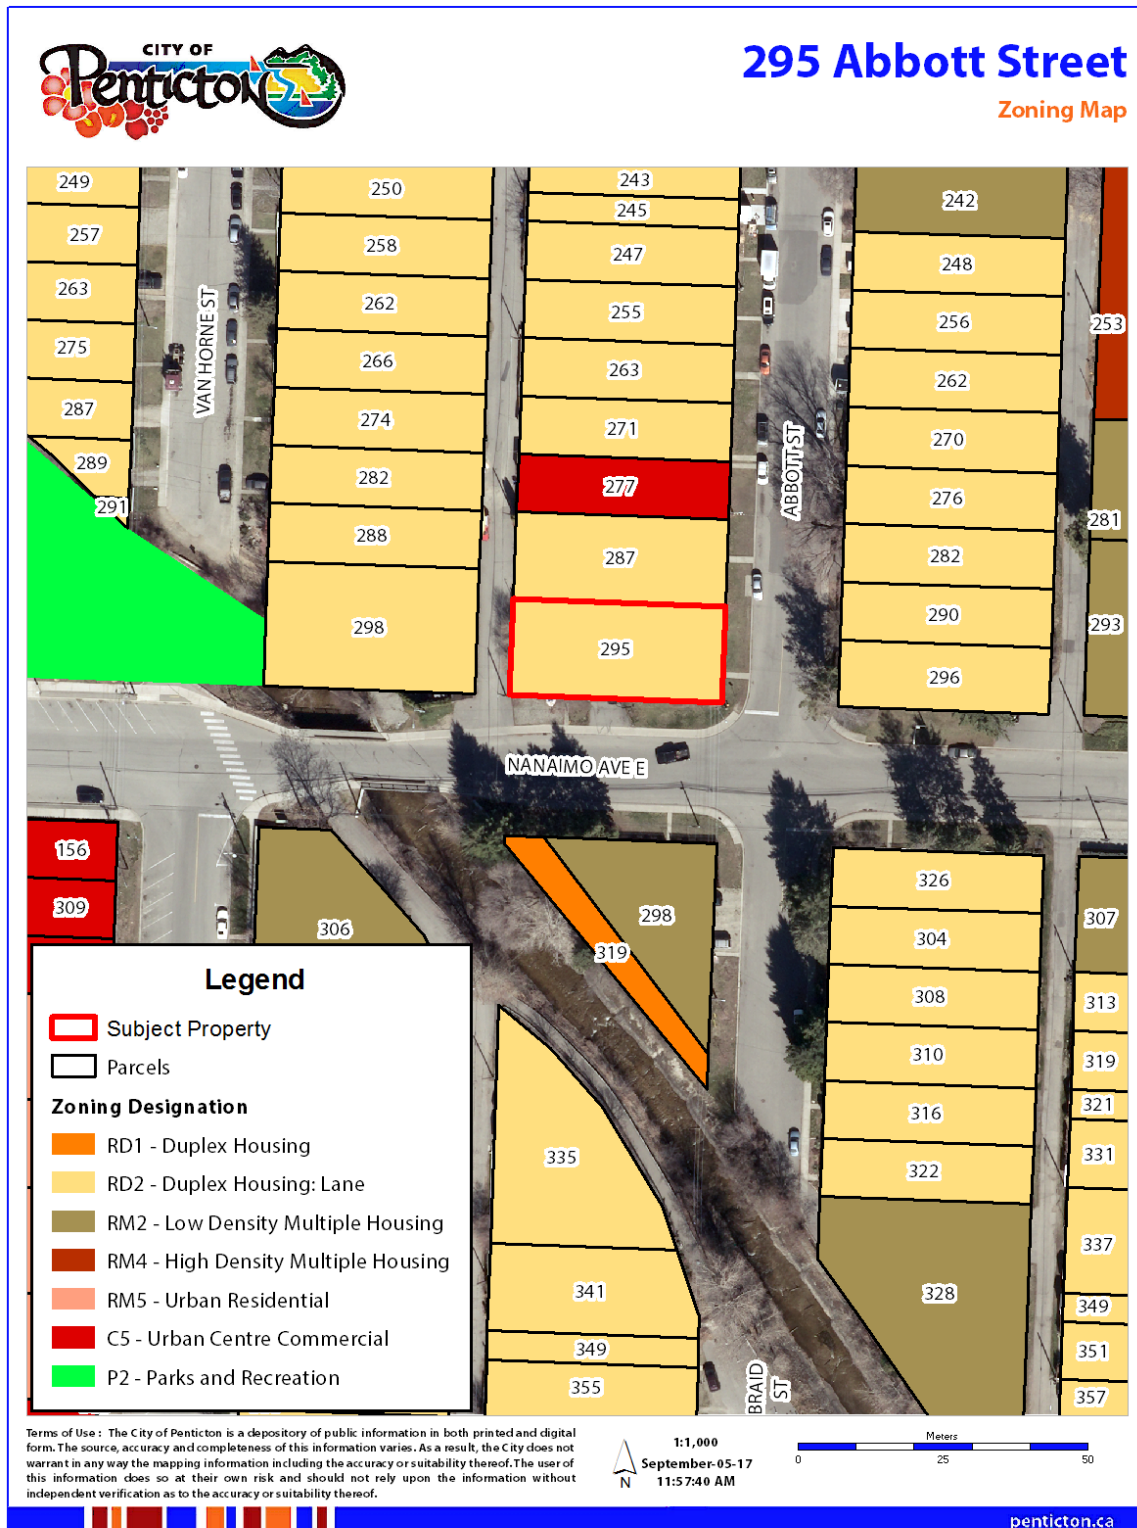 CITY OF
Penticton
295 Abbott Street
Zoning Map
249
257
263
275
287
289
291
VAN HORNE ST
250
258
262
266
274
282
288
298
243
245
247
255
263
271
277
287
295
ABBOTT ST
242
248
256
262
270
276
282
290
296
253
281
293
NANAIMO AVE E
156
309
306
298
319
326
304
308
310
316
322
328
307
313
319
321
331
337
349
351
357
335
341
349
355
BRAID
ST
Legend
Subject Property
Parcels
Zoning Designation
RD1 - Duplex Housing
RD2 - Duplex Housing: Lane
RM2 - Low Density Multiple Housing
RM4 - High Density Multiple Housing
RM5 - Urban Residential
C5 - Urban Centre Commercial
P2 - Parks and Recreation
Terms of Use : The City of Penticton is a depository of public information in both printed and digital
form. The source, accuracy and completeness of this information varies. As a result, the City does not
warrant in any way the mapping information including the accuracy or suitability thereof. The user of
this information does so at their own risk and should not rely upon the information without
independent verification as to the accuracy or suitability thereof.
N
1:1,000
September-05-17
11:57:40 AM
Meters
0 25 50
penticton.ca